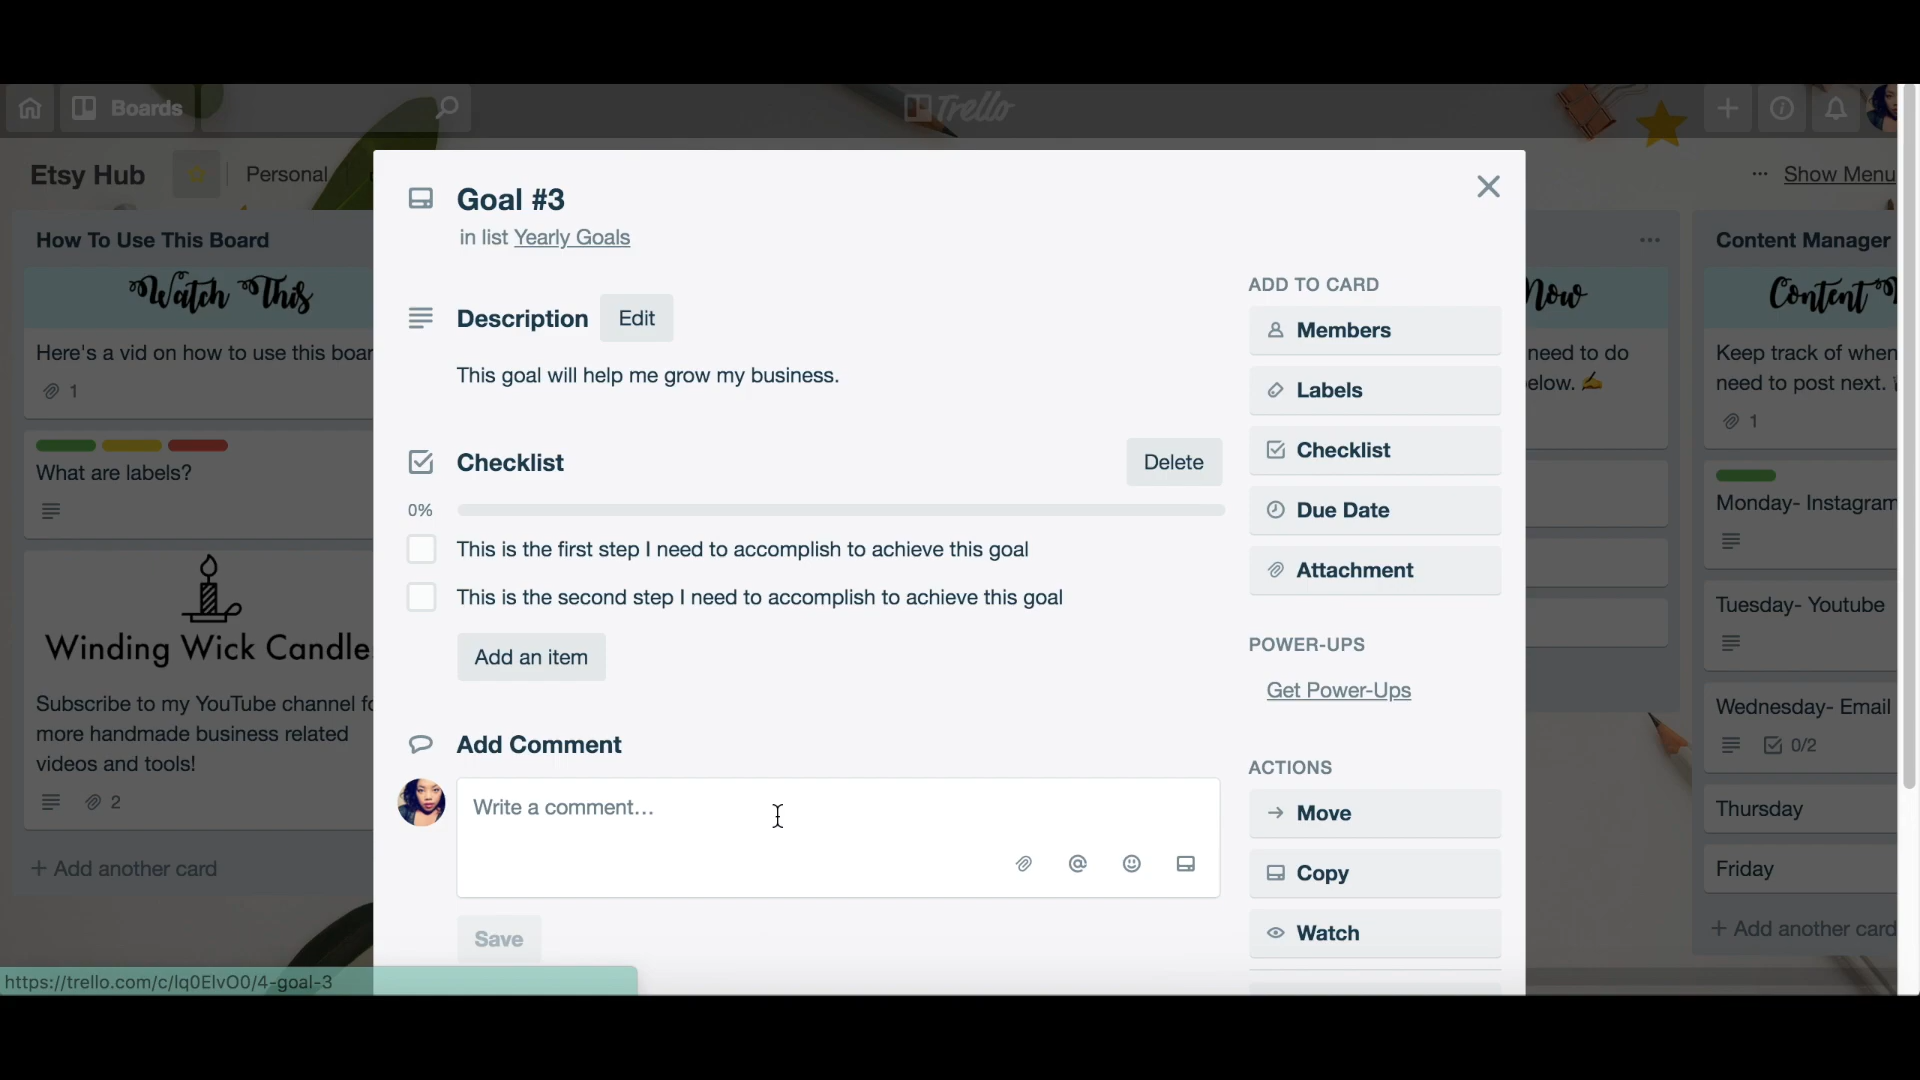 Boards
Trello
Etsy Hub
Personal
Show Menu
How To Use This Board
Watch This
Here's a vid on how to use this boar
1
What are labels?
Winding Wick Candle
Subscribe to my YouTube channel fo
more handmade business related
videos and tools!
2
+ Add another card
https://trello.com/c/lq0ElvO0/4-goal-3
Goal #3
in list Yearly Goals
Description
Edit
This goal will help me grow my business.
Checklist
Delete
0%
This is the first step I need to accomplish to achieve this goal
This is the second step I need to accomplish to achieve this goal
Add an item
Add Comment
Write a comment...
Save
ADD TO CARD
Members
Labels
Checklist
Due Date
Attachment
POWER-UPS
Get Power-Ups
ACTIONS
Move
Copy
Watch
Now
need to do
elow.
Content Manager
Content
Keep track of when
need to post next.
1
Monday- Instagram
Tuesday- Youtube
Wednesday- Email
0/2
Thursday
Friday
+ Add another card